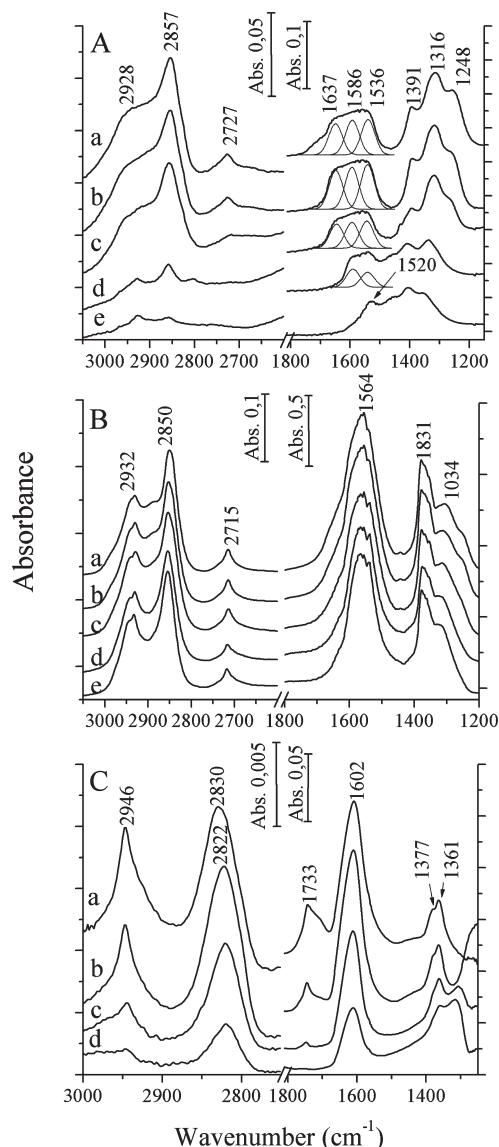 A
2928
2857
2727
Abs. 0,05
Abs. 0,1
1637
1586
1536
1391
1316
1248
a
b
c
d
e
1520
3000 2900 2800 2700 1800 1600 1400 1200
B
2932
2850
2715
Abs. 0,1
Abs. 0,5
1564
1831
1034
a
b
c
d
e
3000 2900 2800 2700 1800 1600 1400 1200
Absorbance
C
2946
2830
2822
Abs. 0,005
Abs. 0,05
1733
1602
1377
1361
a
b
c
d
3000 2900 2800 1800 1600 1400
Wavenumber (cm⁻¹)